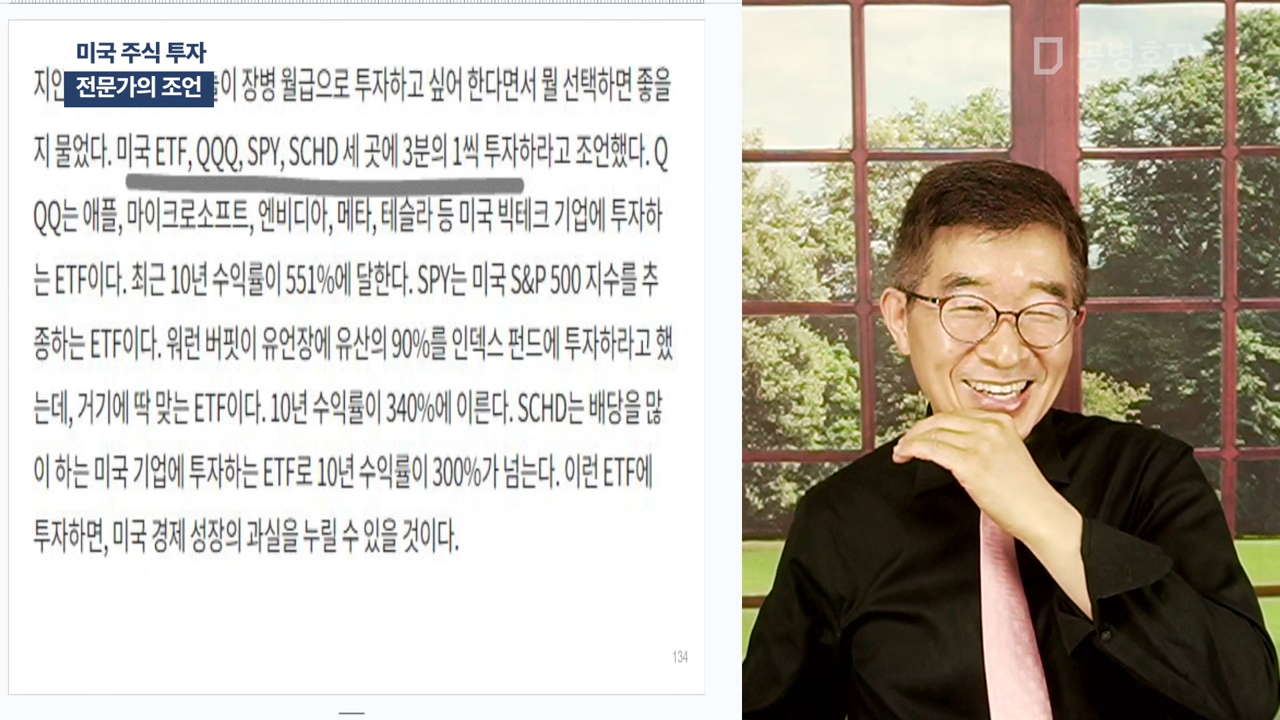 미국 주식 투자
전문가의 조언
장병 월급으로 투자하고 싶어 한다면서 뭘 선택하면 좋을
지 물었다. 미국 ETF, QQQ, SPY, SCHD 세 곳에 3분의 1씩 투자하라고 조언했다. Q
QQ는 애플, 마이크로소프트, 엔비디아, 메타, 테슬라 등 미국 빅테크 기업에 투자하
는 ETF이다. 최근 10년 수익률이 551%에 달한다. SPY는 미국 S&P 500 지수를 추
종하는 ETF이다. 워런 버핏이 유언장에 유산의 90%를 인덱스 펀드에 투자하라고 했
는데, 거기에 딱 맞는 ETF이다. 10년 수익률이 340%에 이른다. SCHD는 배당을 많
이 하는 미국 기업에 투자하는 ETF로 10년 수익률이 300%가 넘는다. 이런 ETF에
투자하면, 미국 경제 성장의 과실을 누릴 수 있을 것이다.
134